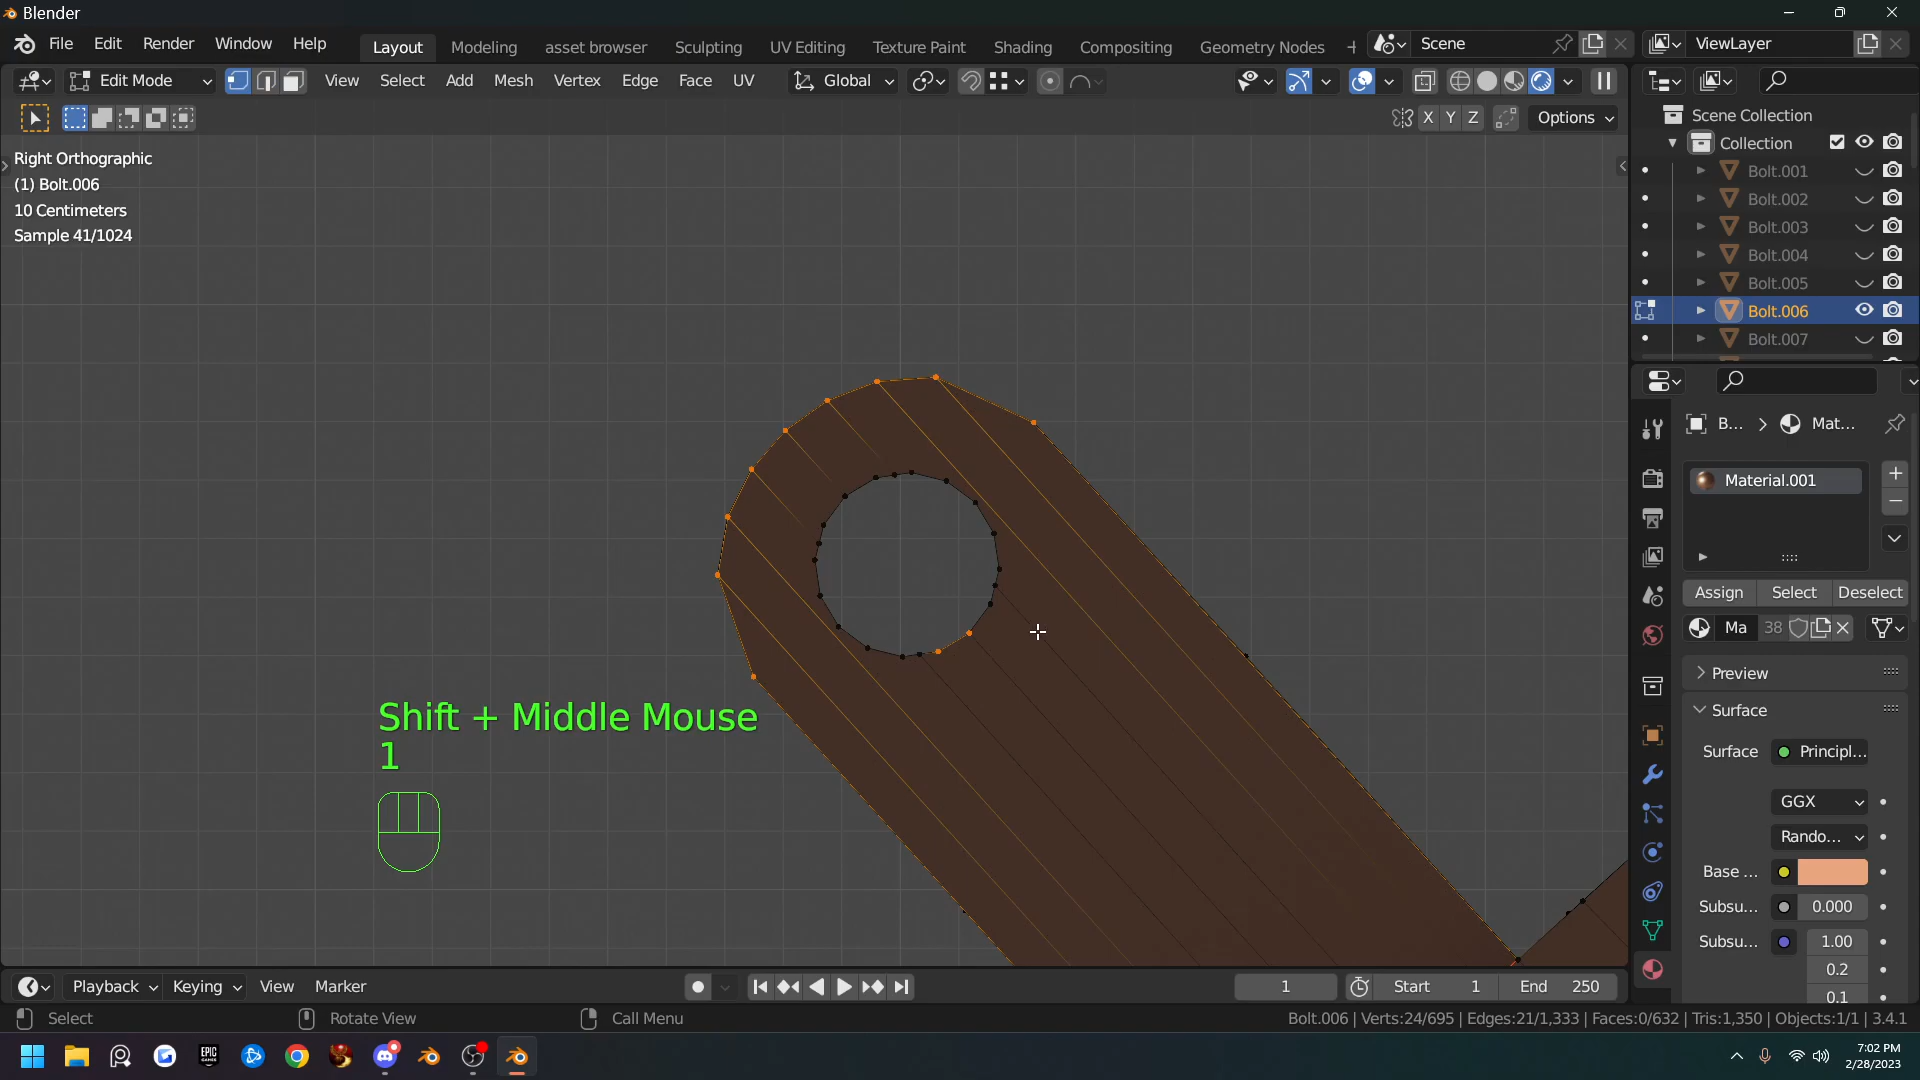 Blender
File Edit Render Window Help
Layout Modeling asset browser Sculpting UV Editing Texture Paint Shading Compositing Geometry Nodes
Scene
ViewLayer
Edit Mode
View Select Add Mesh Vertex Edge Face UV
Global
X Y Z
Options
Right Orthographic
(1) Bolt.006
10 Centimeters
Sample 41/1024
Scene Collection
Collection
Bolt.001
Bolt.002
Bolt.003
Bolt.004
Bolt.005
Bolt.006
Bolt.007
B... Mat...
Material.001
Assign Select Deselect
Ma 38
Preview
Surface
Surface Principl...
GGX
Rando...
Base ...
Subsu... 0.000
Subsu... 1.00
0.2
0.1
Shift + Middle Mouse
1
Playback Keying View Marker
1
Start 1 End 250
Select Rotate View Call Menu
Bolt.006 | Verts:24/695 | Edges:21/1,333 | Faces:0/632 | Tris:1,350 | Objects:1/1 | 3.4.1
EPIC
GAMES
7:02 PM
2/28/2023